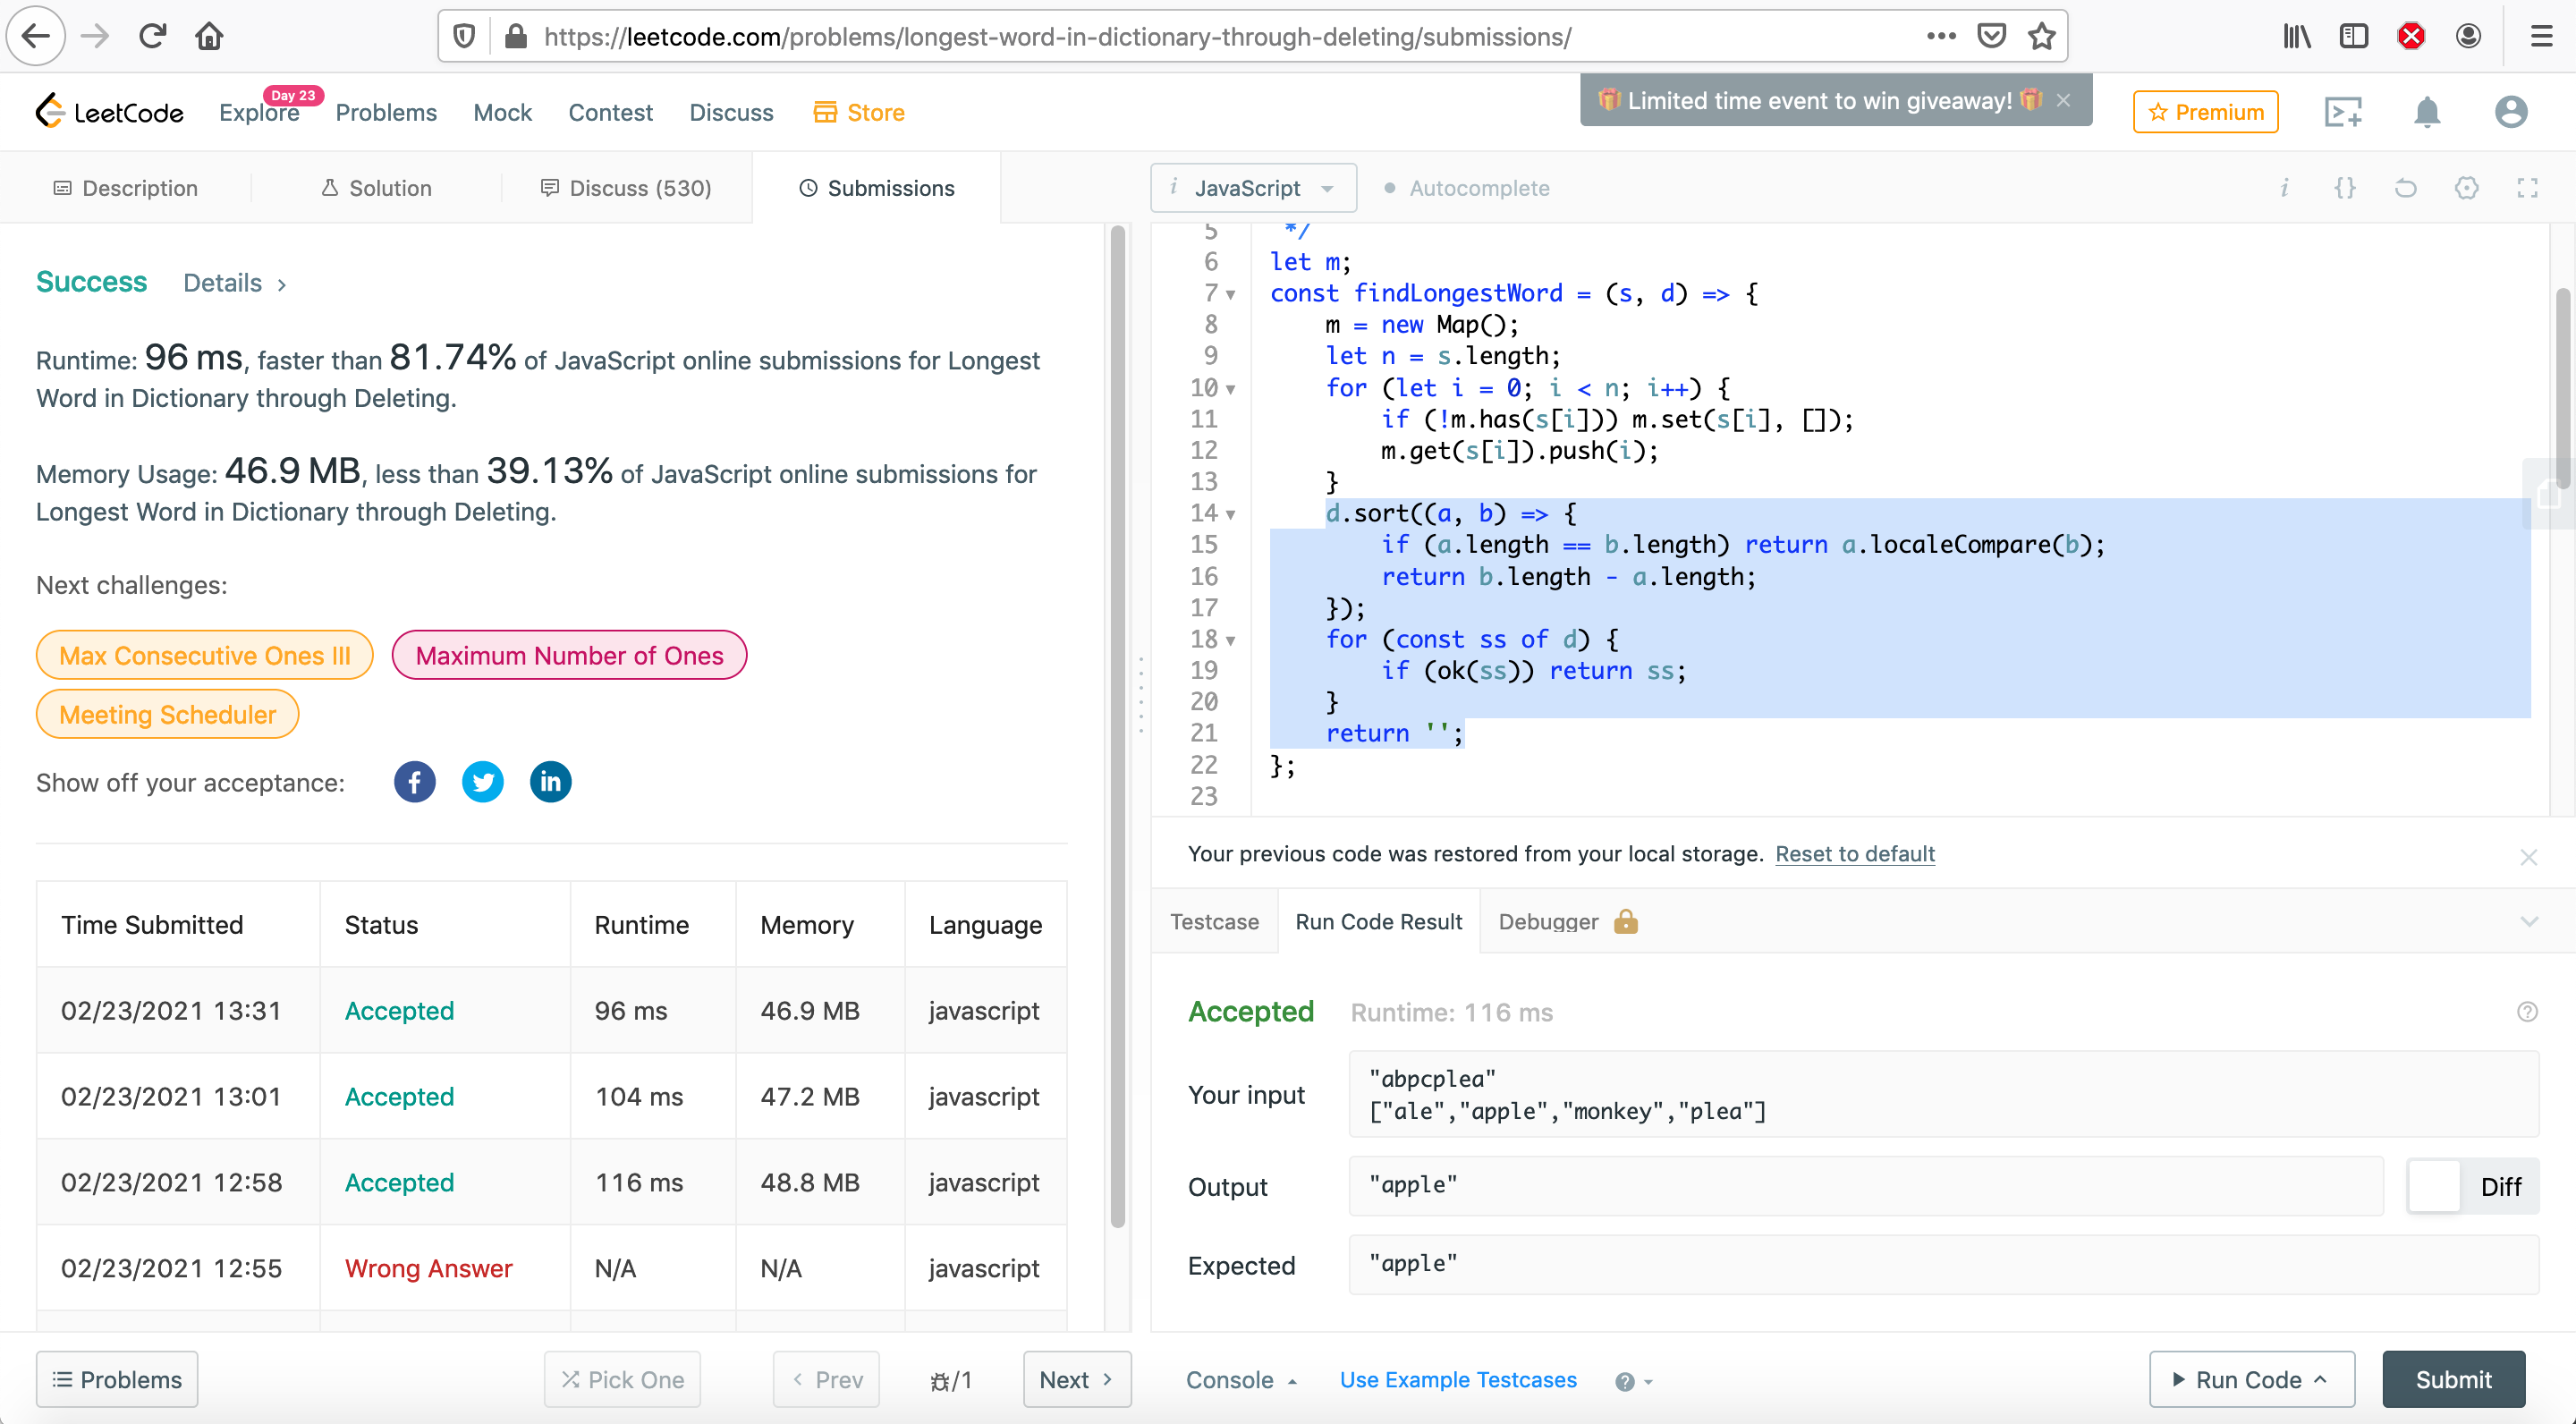 https://leetcode.com/problems/longest-word-in-dictionary-through-deleting/submissions/
LeetCode Explore Day 23 Problems Mock Contest Discuss Store Limited time event to win giveaway! Premium
Description Solution Discuss (530) Submissions
Success Details >
Runtime: 96 ms, faster than 81.74% of JavaScript online submissions for Longest
Word in Dictionary through Deleting.
Memory Usage: 46.9 MB, less than 39.13% of JavaScript online submissions for
Longest Word in Dictionary through Deleting.
Next challenges:
Max Consecutive Ones III Maximum Number of Ones
Meeting Scheduler
Show off your acceptance:
Time Submitted Status Runtime Memory Language
02/23/2021 13:31 Accepted 96 ms 46.9 MB javascript
02/23/2021 13:01 Accepted 104 ms 47.2 MB javascript
02/23/2021 12:58 Accepted 116 ms 48.8 MB javascript
02/23/2021 12:55 Wrong Answer N/A N/A javascript
Problems Pick One < Prev /1 Next >
i JavaScript Autocomplete i {}
5 */
6 let m;
7 const findLongestWord = (s, d) => {
8 m = new Map();
9 let n = s.length;
10 for (let i = 0; i < n; i++) {
11 if (!m.has(s[i])) m.set(s[i], []);
12 m.get(s[i]).push(i);
13 }
14 d.sort((a, b) => {
15 if (a.length == b.length) return a.localeCompare(b);
16 return b.length - a.length;
17 });
18 for (const ss of d) {
19 if (ok(ss)) return ss;
20 }
21 return '';
22 };
23
Your previous code was restored from your local storage. Reset to default
Testcase Run Code Result Debugger
Accepted Runtime: 116 ms
Your input
"abpcplea"
["ale","apple","monkey","plea"]
Output "apple" Diff
Expected "apple"
Console Use Example Testcases Run Code Submit